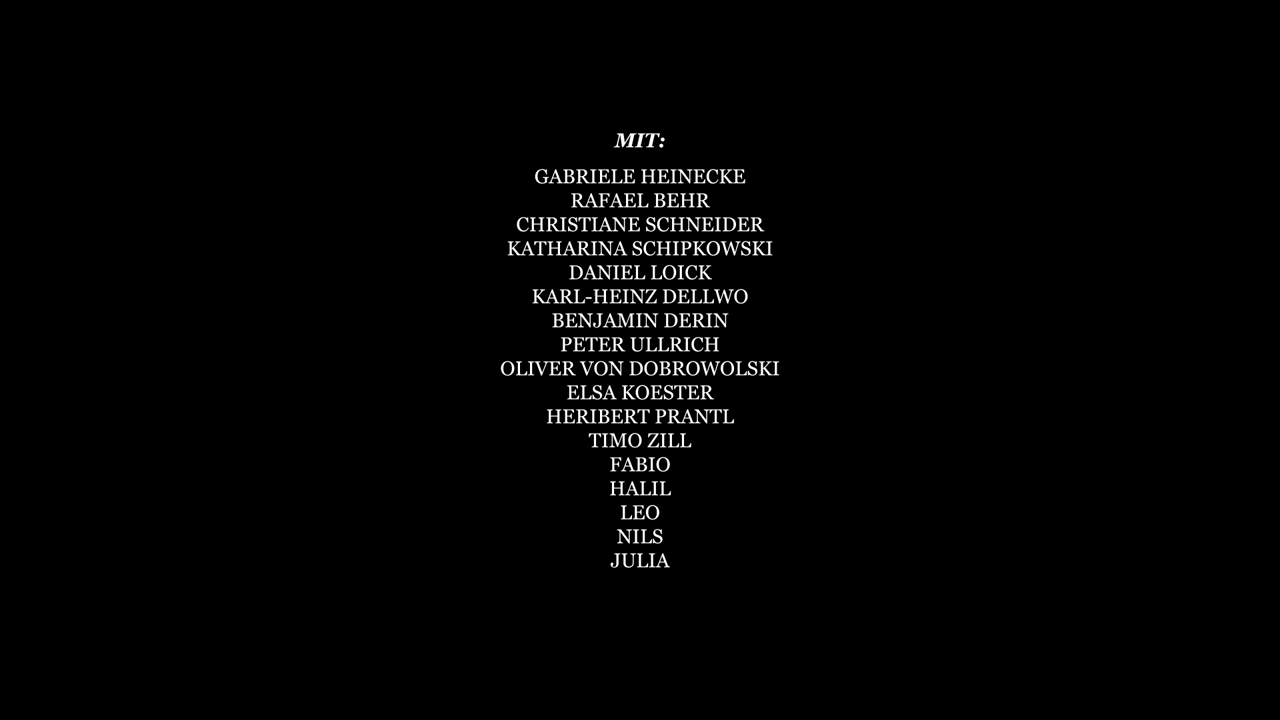 MIT:
GABRIELE HEINECKE
RAFAEL BEHR
CHRISTIANE SCHNEIDER
KATHARINA SCHIPKOWSKI
DANIEL LOICK
KARL-HEINZ DELLWO
BENJAMIN DERIN
PETER ULLRICH
OLIVER VON DOBROWOLSKI
ELSA KOESTER
HERIBERT PRANTL
TIMO ZILL
FABIO
HALIL
LEO
NILS
JULIA